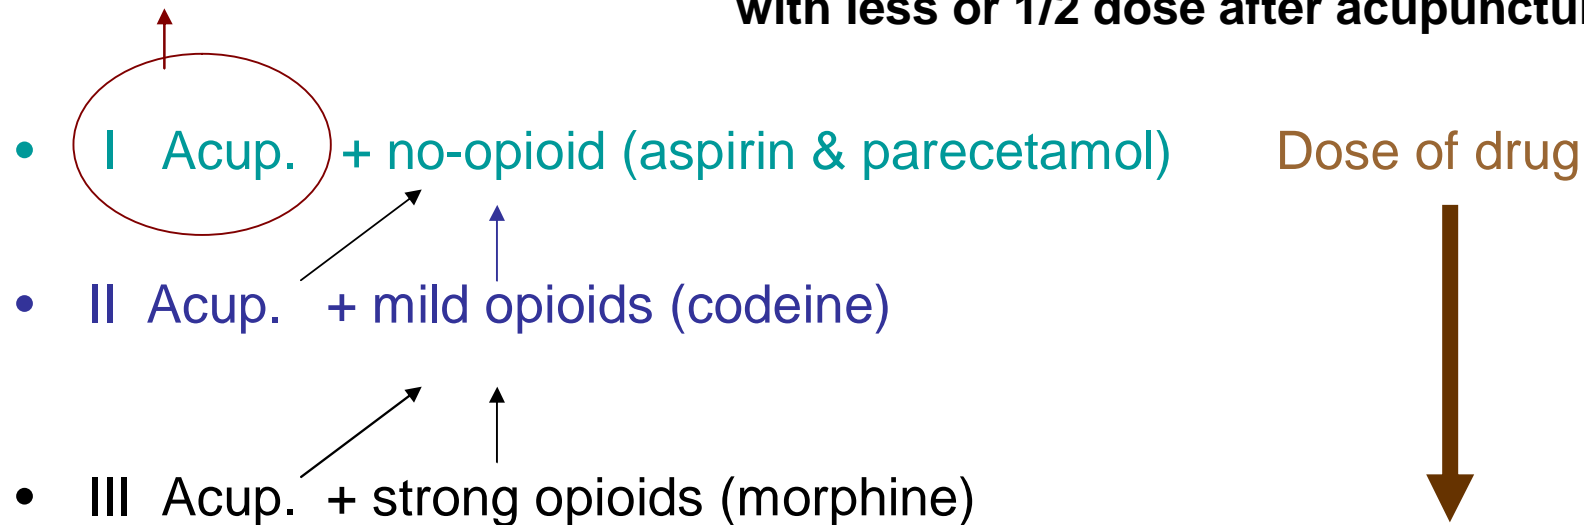 with less or 1/2 dose after
• I Acup. + no-opioid (aspirin & parecetamol) Dose of drug
• II Acup. + mild opioids (codeine)
• III Acup. + strong opioids (morphine)